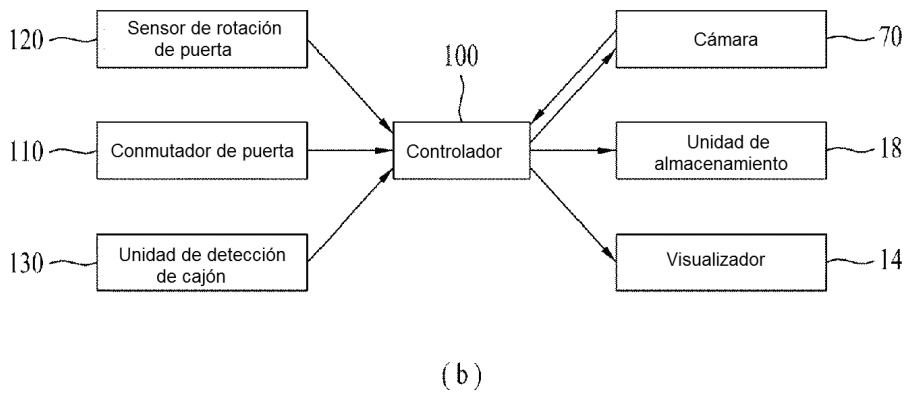 120
Sensor de rotación
de puerta
100
Cámara
70
110
Conmutador de puerta
Controlador
Unidad de
almacenamiento
18
130
Unidad de detección
de cajón
Visualizador
14
(b)